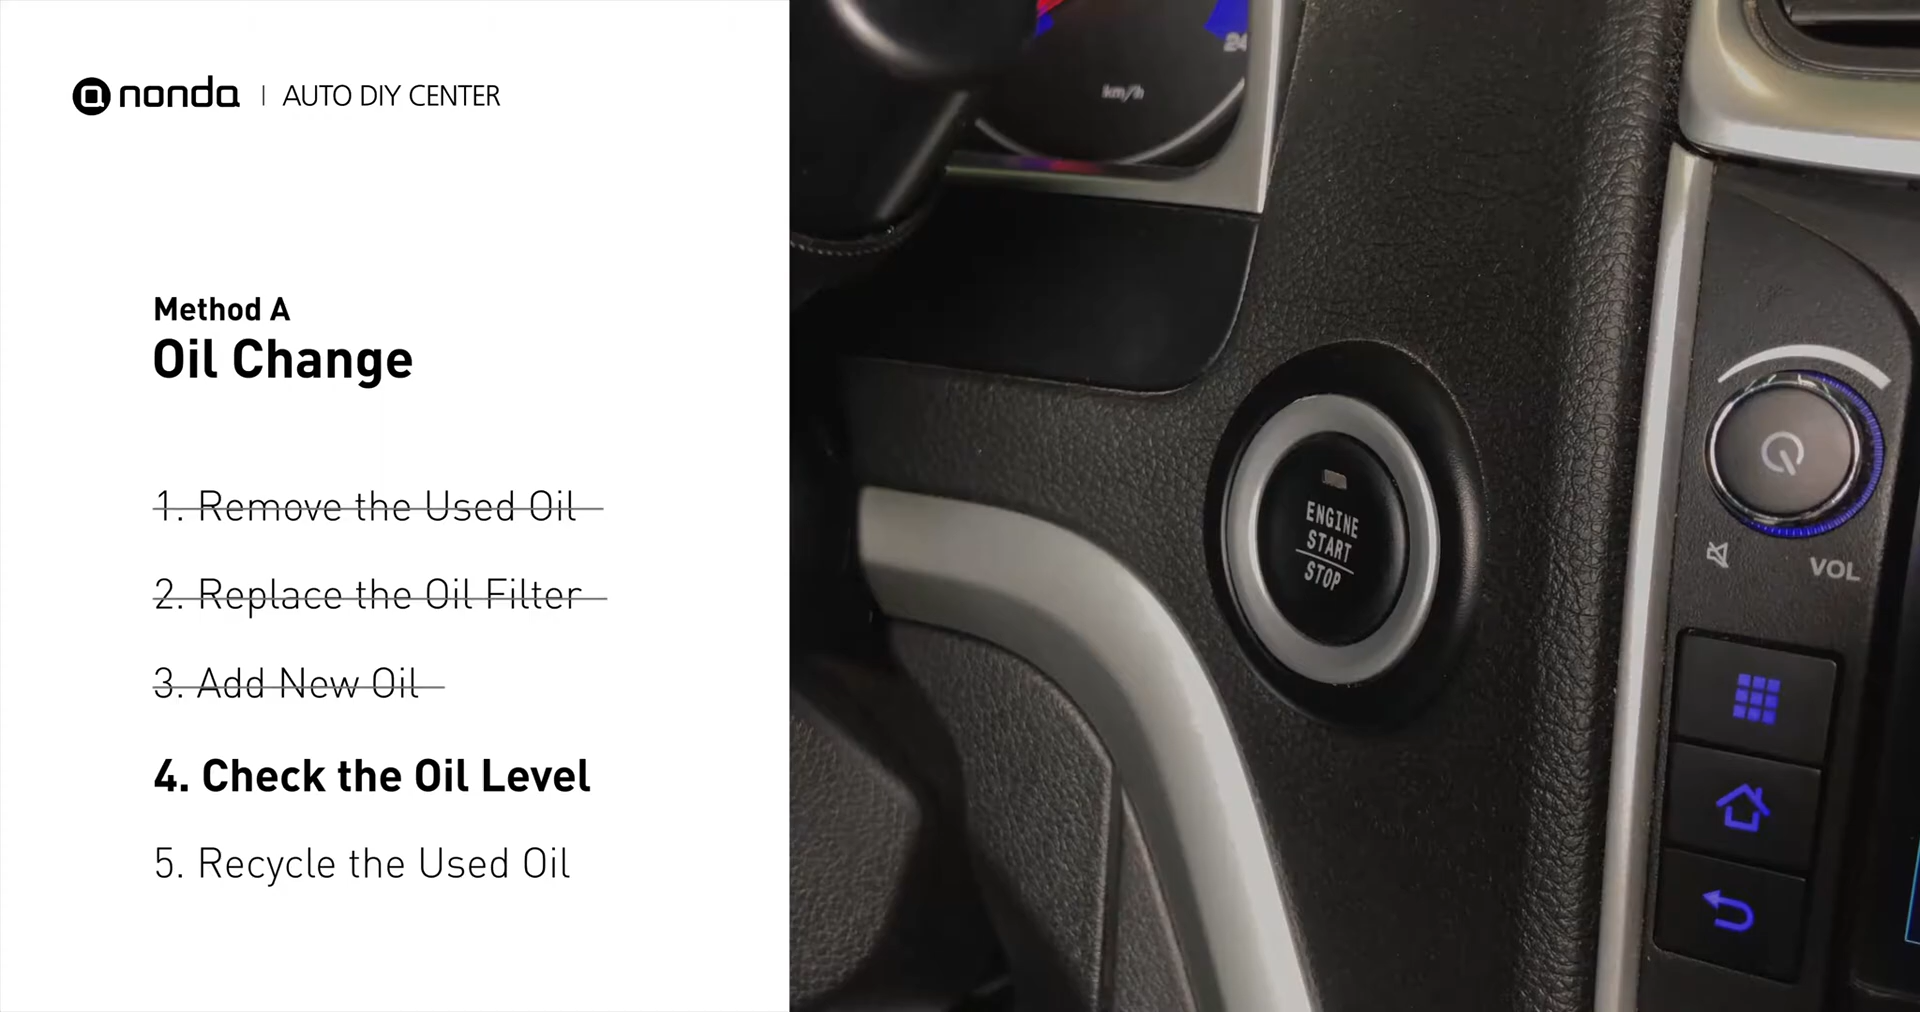 nonda | AUTO DIY CENTER
Method A
Oil Change
1. Remove the Used Oil
2. Replace the Oil Filter
3. Add New Oil
4. Check the Oil Level
5. Recycle the Used Oil
km/h
ENGINE
START
STOP
VOL